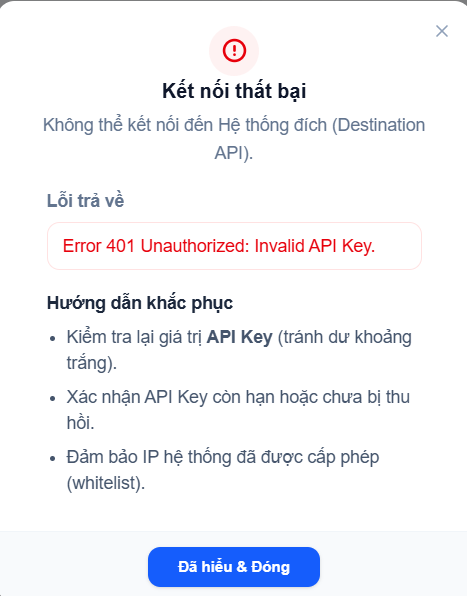 Kết nối thất bại
Không thể kết nối đến Hệ thống đích (Destination
API).
Lỗi trả về
Error 401 Unauthorized: Invalid API Key.
Hướng dẫn khắc phục
• Kiểm tra lại giá trị API Key (tránh dư khoảng
trắng).
• Xác nhận API Key còn hạn hoặc chưa bị thu
hồi.
• Đảm bảo IP hệ thống đã được cấp phép
(whitelist).
Đã hiểu & Đóng